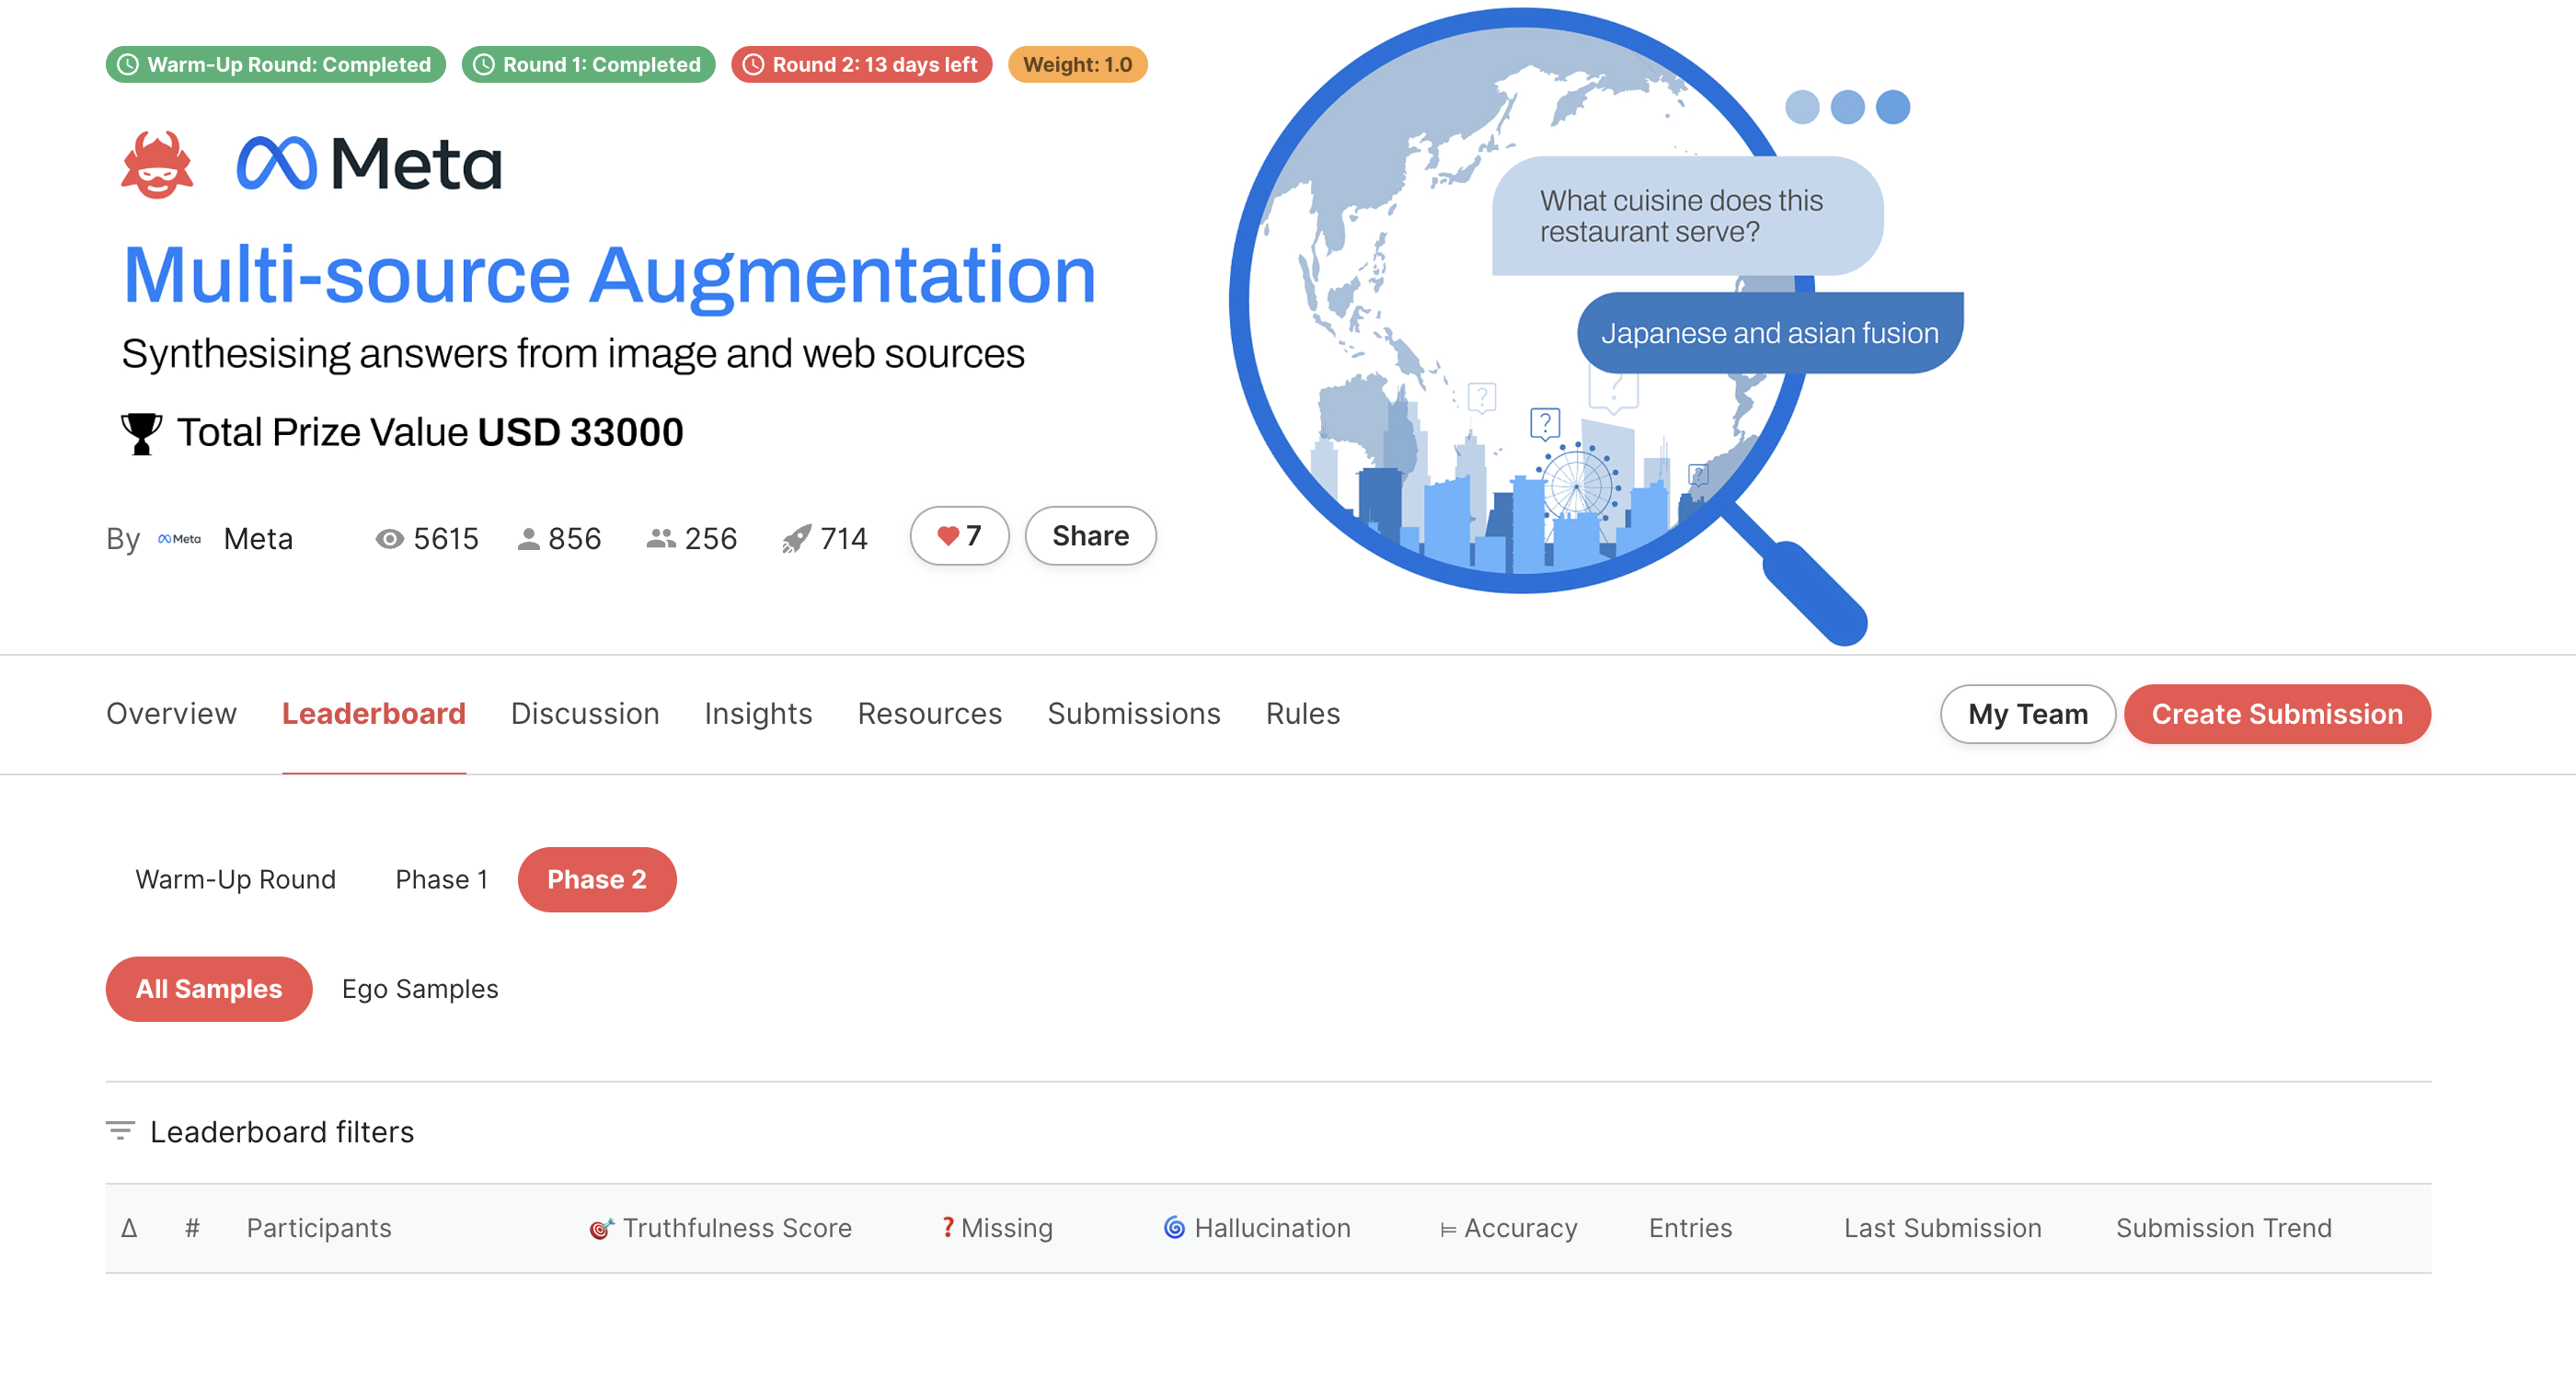 Warm-Up Round: Completed Round 1: Completed Round 2: 13 days left Weight: 1.0
Meta
Multi-source Augmentation
Synthesising answers from image and web sources
Total Prize Value USD 33000
By Meta Meta 5615 856 256 714 7 Share
What cuisine does this
restaurant serve?
Japanese and asian fusion
?
?
?
?
Overview Leaderboard Discussion Insights Resources Submissions Rules My Team Create Submission
Warm-Up Round Phase 1 Phase 2
All Samples Ego Samples
Leaderboard filters
Δ # Participants 🎯 Truthfulness Score ❓ Missing 🌀 Hallucination ⊨ Accuracy Entries Last Submission Submission Trend